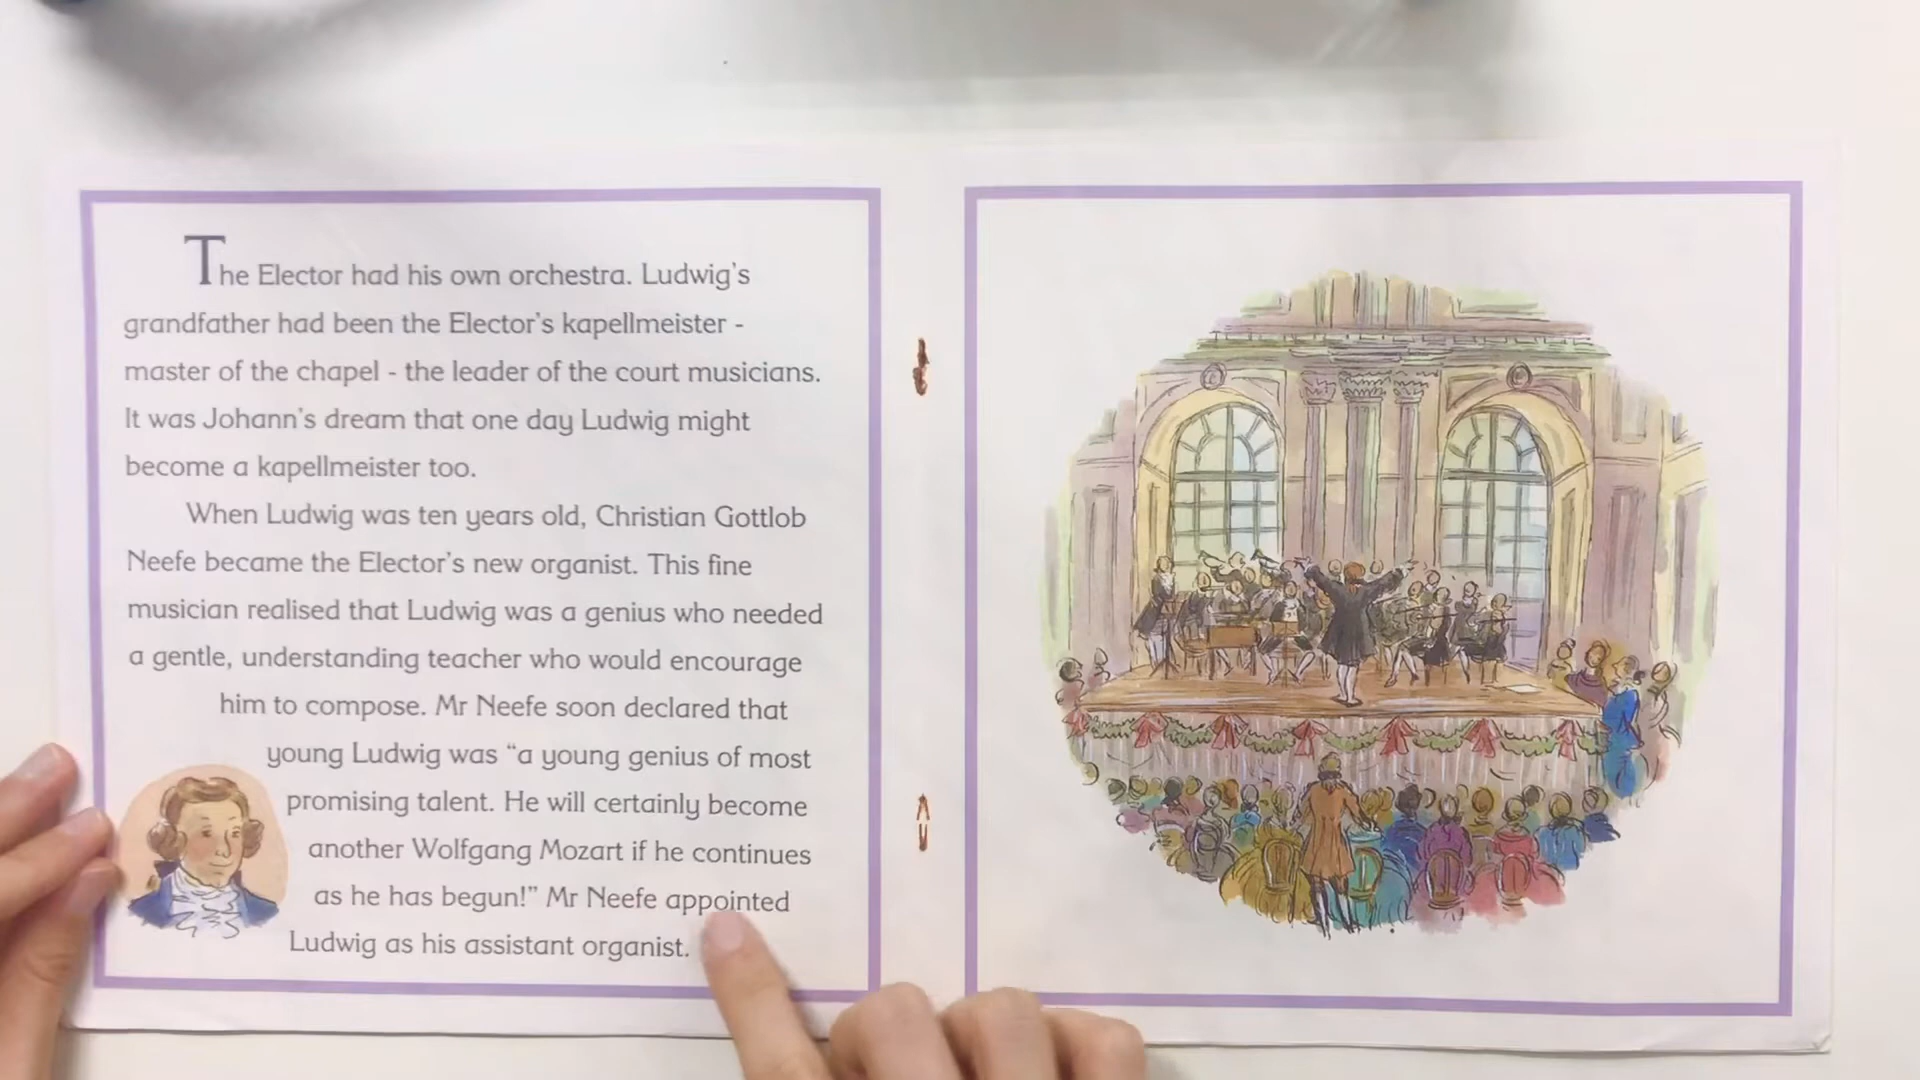 The Elector had his own orchestra. Ludwig's
grandfather had been the Elector's kapellmeister -
master of the chapel - the leader of the court musicians.
It was Johann's dream that one day Ludwig might
become a kapellmeister too.
When Ludwig was ten years old, Christian Gottlob
Neefe became the Elector's new organist. This fine
musician realised that Ludwig was a genius who needed
a gentle, understanding teacher who would encourage
him to compose. Mr Neefe soon declared that
young Ludwig was “a young genius of most
promising talent. He will certainly become
another Wolfgang Mozart if he continues
as he has begun!” Mr Neefe appointed
Ludwig as his assistant organist.